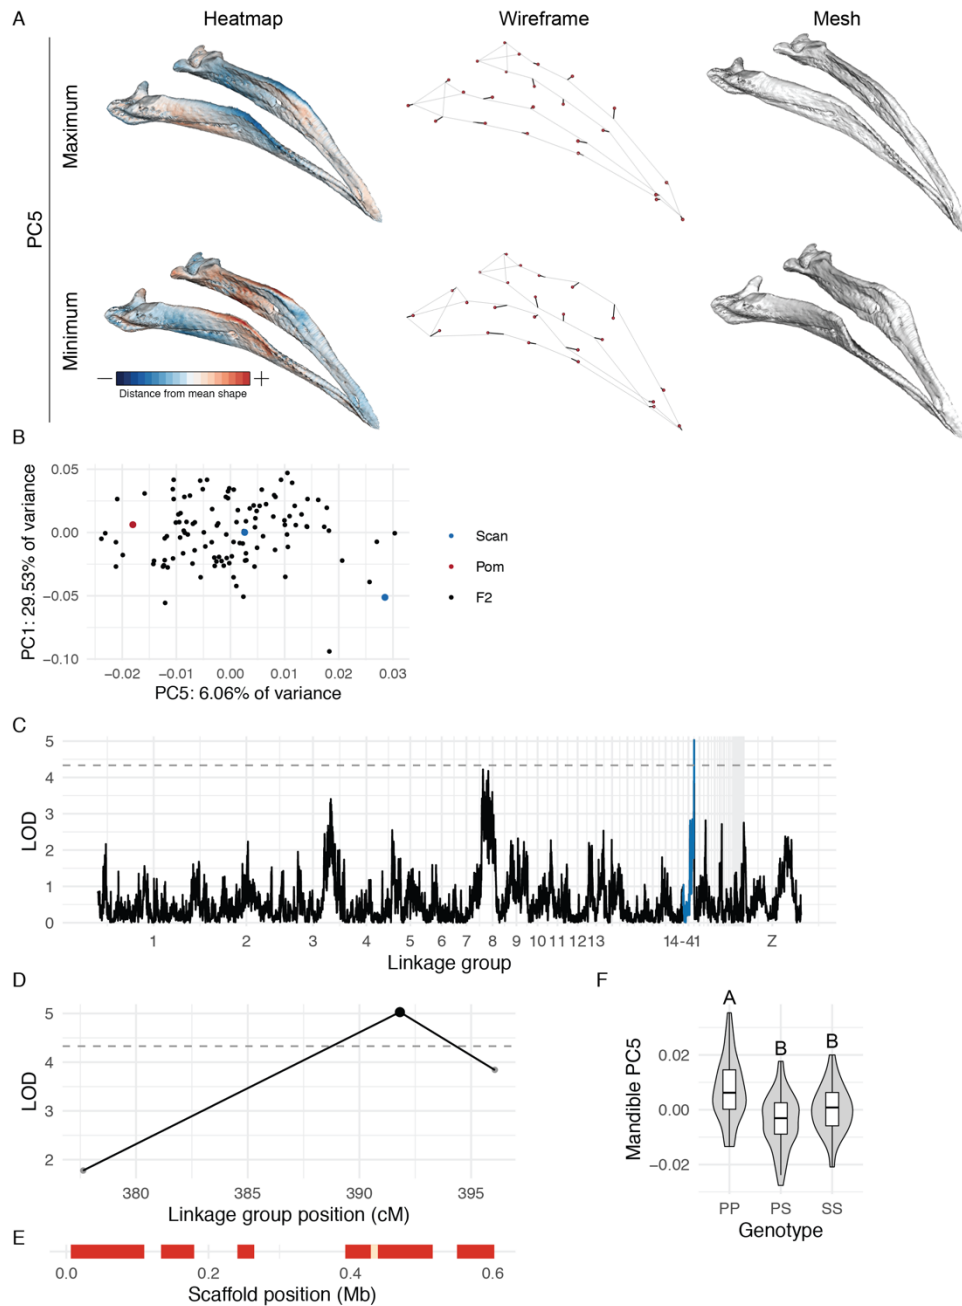 A
Heatmap
Wireframe
Mesh
PC5
Maximum
Minimum
— +
Distance from mean shape
B
PC1: 29.53% of variance
0.05
0.00
−0.05
−0.10
−0.02 −0.01 0.00 0.01 0.02 0.03
PC5: 6.06% of variance
Scan
Pom
F2
C
LOD
5
4
3
2
1
0
1 2 3 4 5 6 7 8 9 10 11 12 13 14-41 Z
Linkage group
D
LOD
5
4
3
2
380 385 390 395
Linkage group position (cM)
E
0.0 0.2 0.4 0.6
Scaffold position (Mb)
F
Mandible PC5
0.02
0.00
−0.02
A
B
B
PP PS SS
Genotype